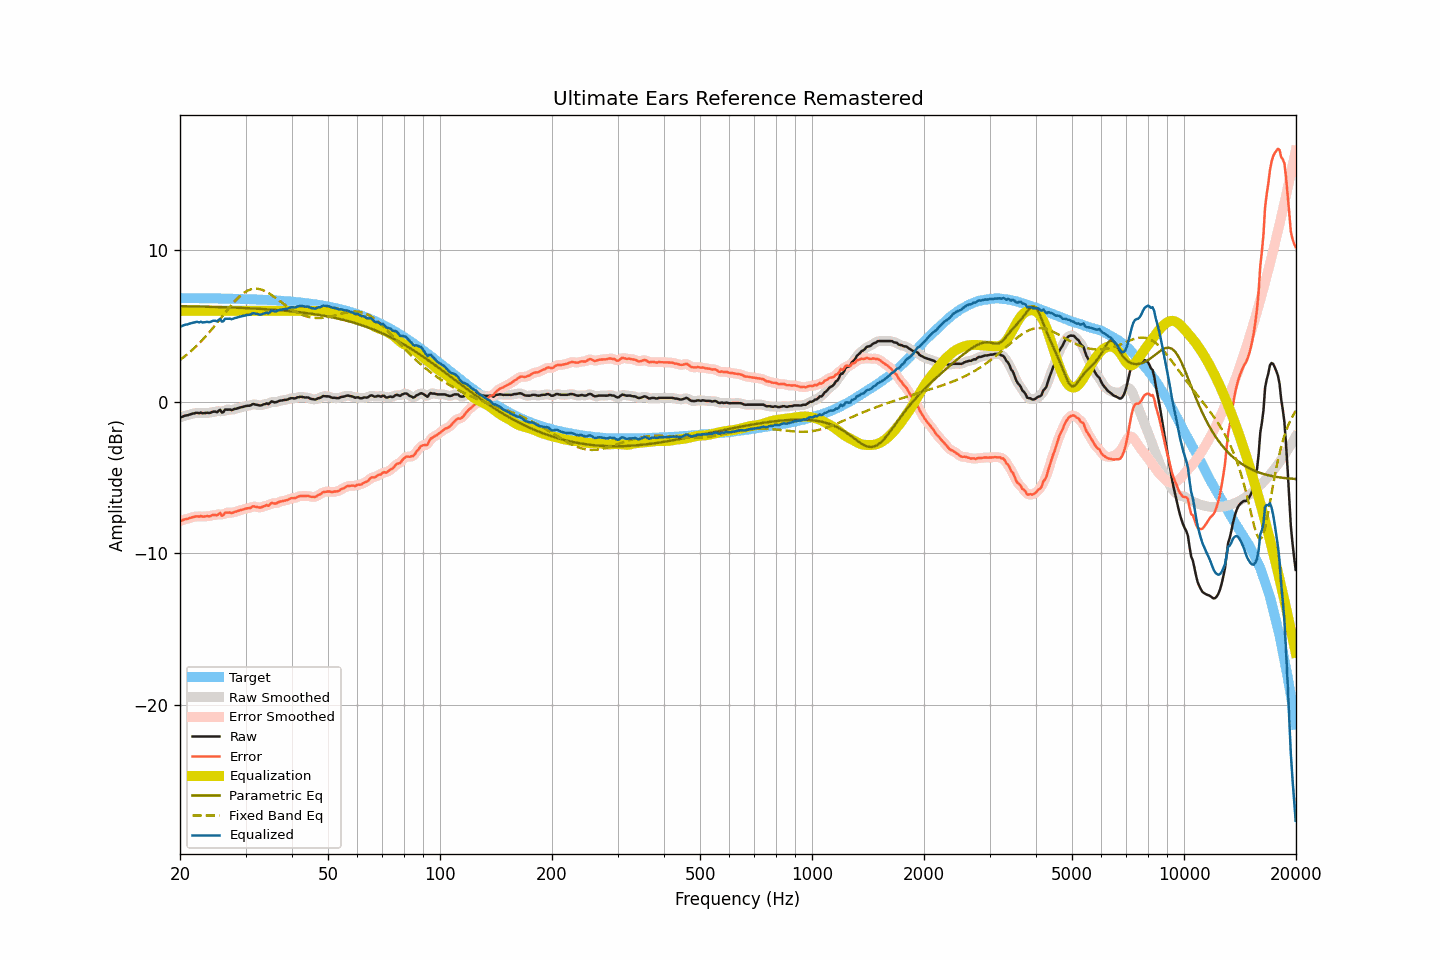 Ultimate Ears Reference Remastered
10
0
−10
−20
Amplitude (dBr)
Target
Raw Smoothed
Error Smoothed
Raw
Error
Equalization
Parametric Eq
Fixed Band Eq
Equalized
20 50 100 200 500 1000 2000 5000 10000 20000
Frequency (Hz)